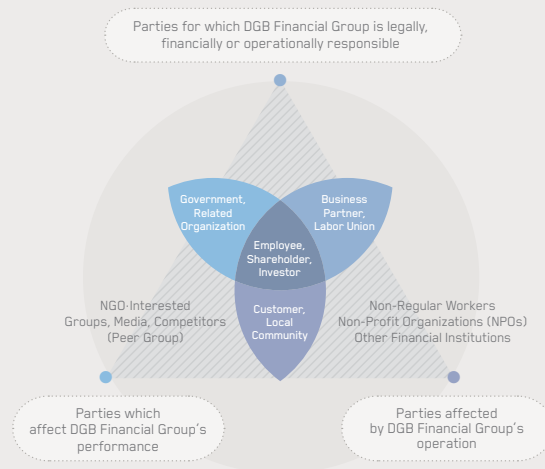 Parties for which DGB Financial Group is legally,
financially or operationally responsible
Government,
Related
Organization
Business
Partner,
Labor Union
Employee,
Shareholder,
Investor
NGO·Interested
Groups, Media, Competitors
(Peer Group)
Customer,
Local
Community
Non-Regular Workers
Non-Profit Organizations (NPOs)
Other Financial Institutions
Parties which
affect DGB Financial Group's
performance
Parties affected
by DGB Financial Group's
operation